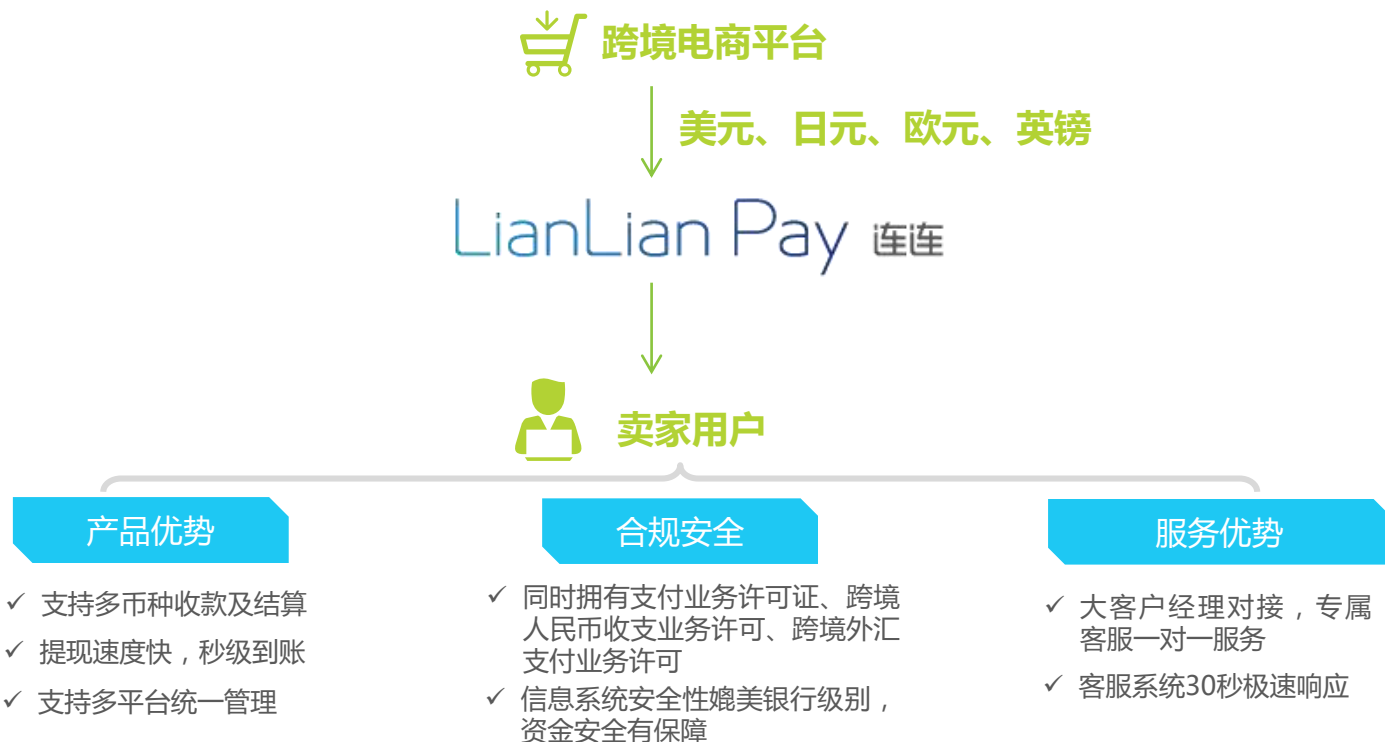 跨境电商平台
美元、日元、欧元、英镑
LianLian Pay 连连
卖家用户
产品优势
✓ 支持多币种收款及结算
✓ 提现速度快，秒级到账
✓ 支持多平台统一管理
合规安全
✓ 同时拥有支付业务许可证、跨境
人民币收支业务许可、跨境外汇
支付业务许可
✓ 信息系统安全性媲美银行级别，
资金安全有保障
服务优势
✓ 大客户经理对接，专属
客服一对一服务
✓ 客服系统30秒极速响应